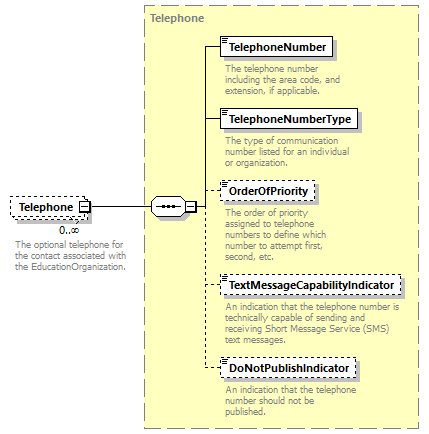 Telephone
TelephoneNumber
The telephone number
including the area code, and
extension, if applicable.
TelephoneNumberType
The type of communication
number listed for an individual
or organization.
Telephone
0..∞
The optional telephone for
the contact associated with
the EducationOrganization.
OrderOfPriority
The order of priority
assigned to telephone
numbers to define which
number to attempt first,
second, etc.
TextMessageCapabilityIndicator
An indication that the telephone number is
technically capable of sending and
receiving Short Message Service (SMS)
text messages.
DoNotPublishIndicator
An indication that the telephone
number should not be
published.